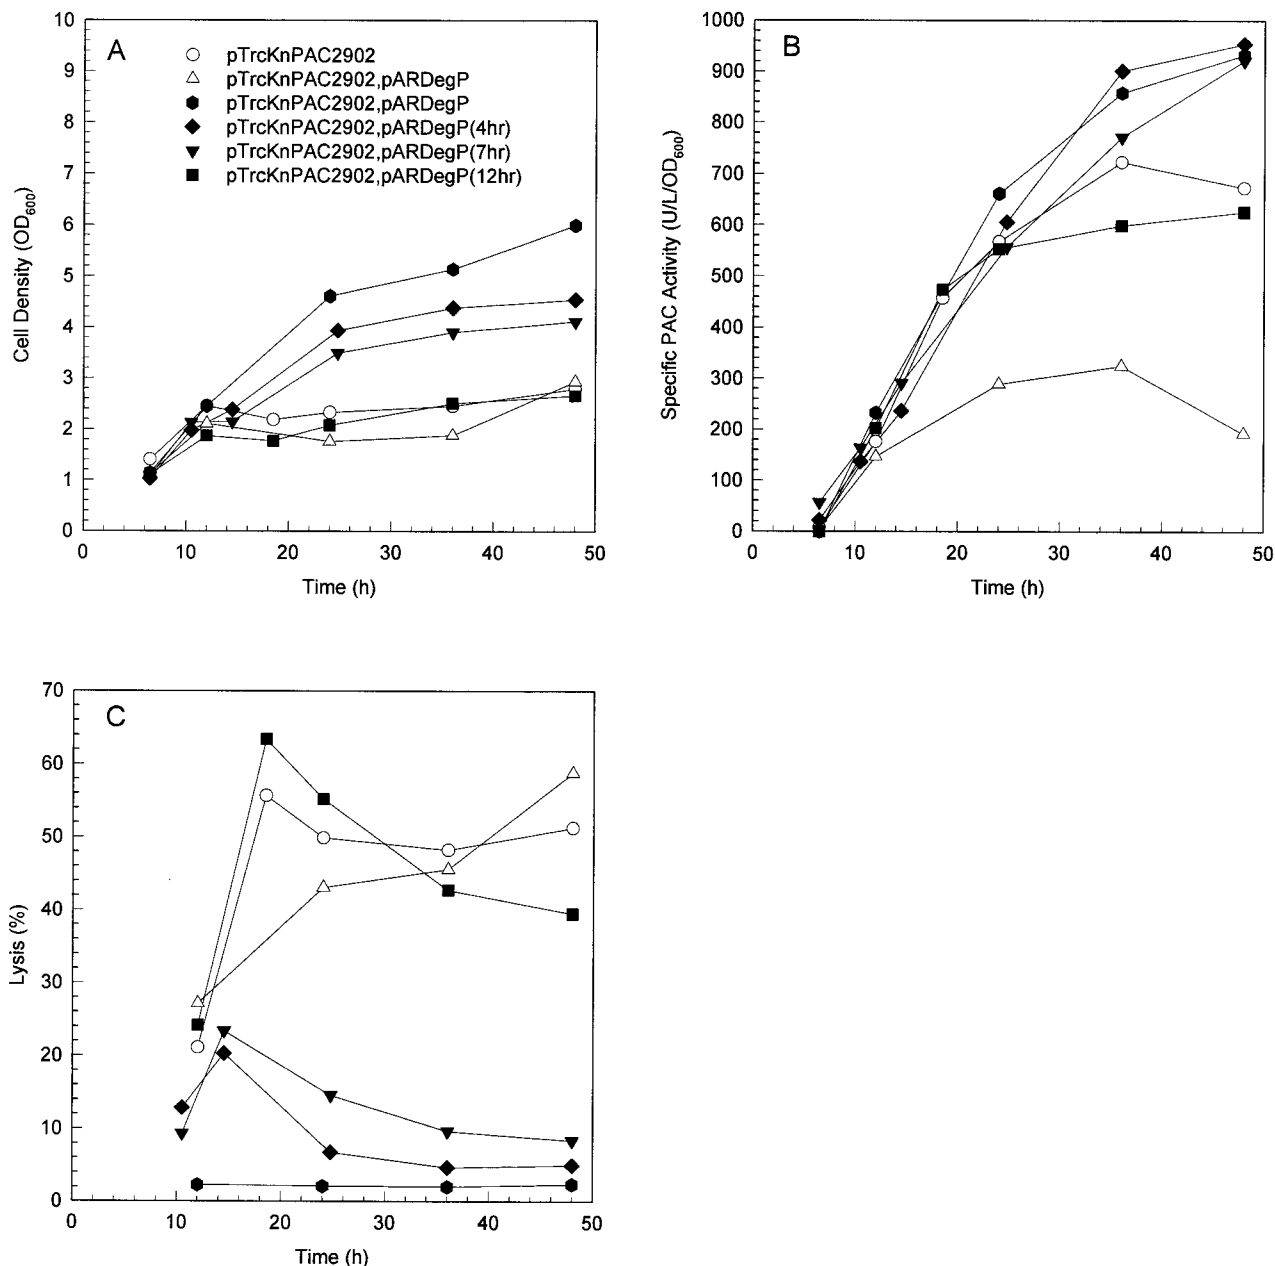 A
pTrcKnPAC2902
pTrcKnPAC2902,pARDegP
pTrcKnPAC2902,pARDegP
pTrcKnPAC2902,pARDegP(4hr)
pTrcKnPAC2902,pARDegP(7hr)
pTrcKnPAC2902,pARDegP(12hr)
10
9
8
7
6
5
4
3
2
1
0
Cell Density (OD600)
0 10 20 30 40 50
Time (h)
B
1000
900
800
700
600
500
400
300
200
100
0
Specific PAC Activity (U/L/OD600)
0 10 20 30 40 50
Time (h)
C
70
60
50
40
30
20
10
0
Lysis (%)
0 10 20 30 40 50
Time (h)